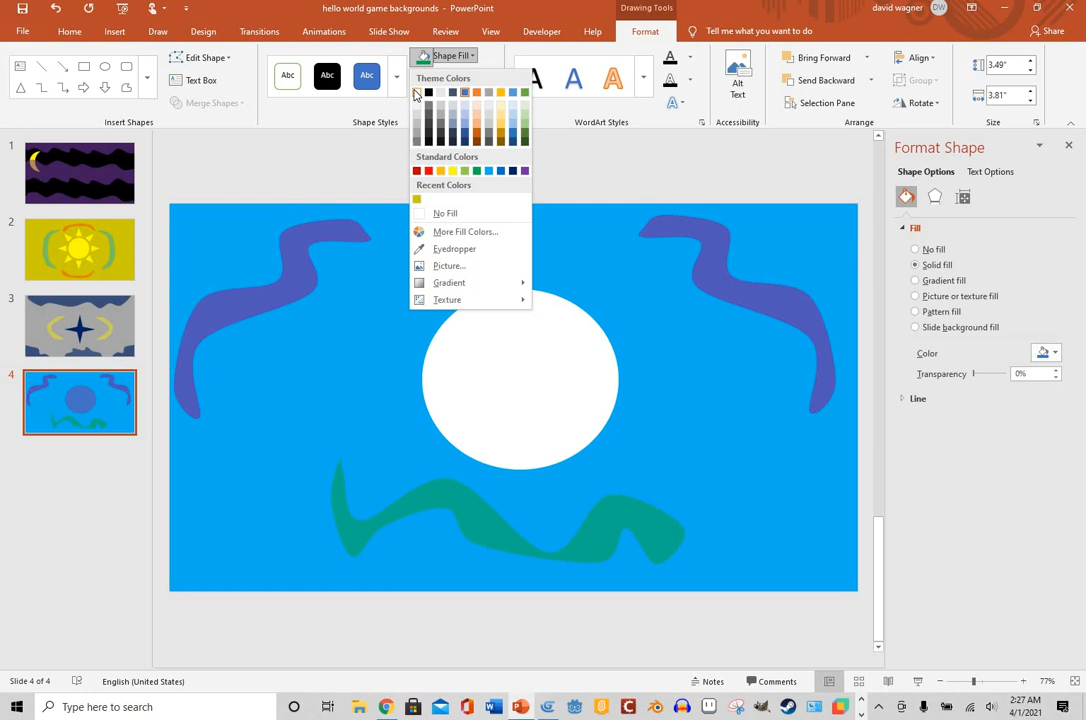 hello world game backgrounds - PowerPoint
Drawing Tools
david wagner
DW
File
Home
Insert
Draw
Design
Transitions
Animations
Slide Show
Review
View
Developer
Help
Format
Tell me what you want to do
Share
Edit Shape
Text Box
Merge Shapes
Insert Shapes
Abc
Abc
Abc
Shape Styles
Shape Fill
Theme Colors
Standard Colors
Recent Colors
No Fill
More Fill Colors...
Eyedropper
Picture...
Gradient
Texture
A
A
A
A
A
A
WordArt Styles
Alt
Text
Accessibility
Bring Forward
Send Backward
Selection Pane
Align
Group
Rotate
Arrange
3.49"
3.81"
Size
1
2
3
4
Format Shape
Shape Options
Text Options
Fill
No fill
Solid fill
Gradient fill
Picture or texture fill
Pattern fill
Slide background fill
Color
Transparency
0%
Line
Slide 4 of 4
English (United States)
Notes
Comments
77%
Type here to search
2:27 AM
4/1/2021